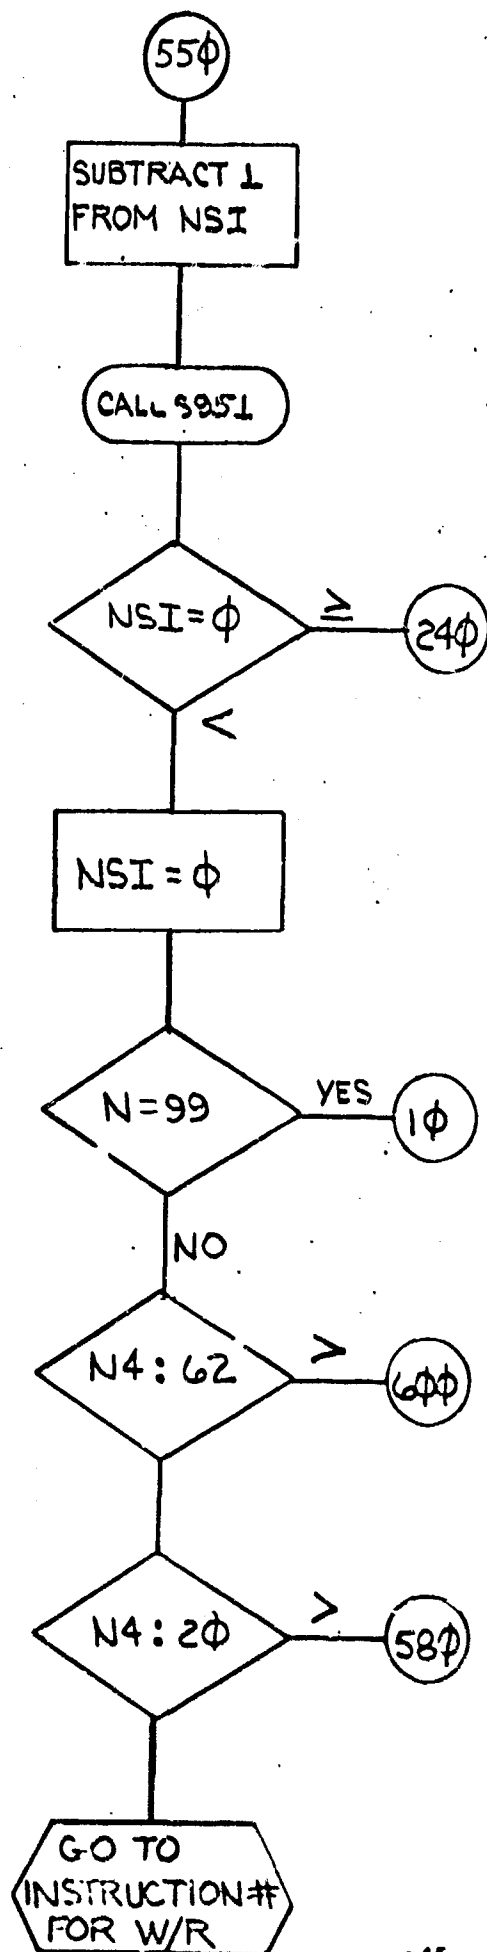 55ϕ
SUBTRACT 1
FROM NSI
CALL S951
NSI=ϕ
≥
24ϕ
<
NSI=ϕ
N=99
YES
1ϕ
NO
N4:62
>
6ϕϕ
N4:2ϕ
>
58ϕ
GO TO
INSTRUCTION#
FOR W/R